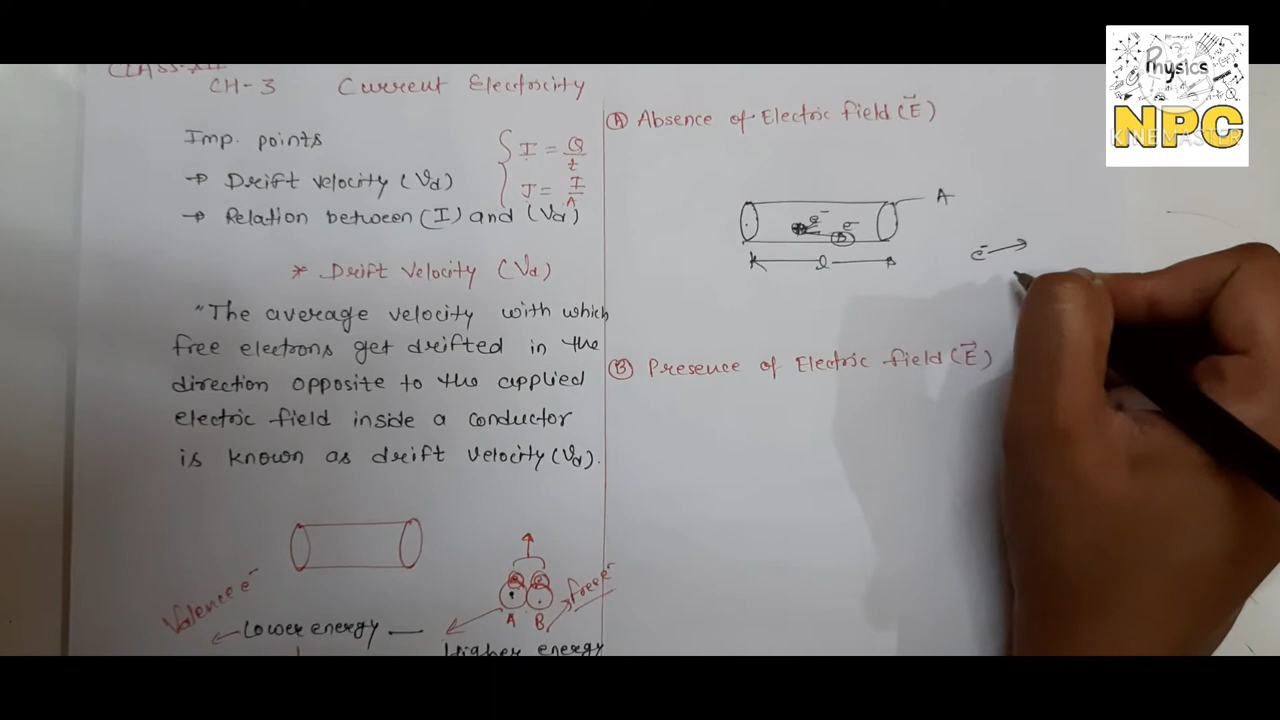 CLASS-XII
CH-3 Current Electricity
Imp. points
→ Drift velocity (Vd)
→ Relation between (I) and (Vd)
I = Q/t
J = I/A
* Drift Velocity (Vd)
"The average velocity with which
free electrons get drifted in the
direction opposite to the applied
electric field inside a conductor
is known as drift velocity (Vd).
Valence e⁻
← Lower energy —
A B
free e⁻
Higher energy
Ⓐ Absence of Electric field (E⃗)
A
e⁻
e⁻
l
e⁻ →
Ⓑ Presence of Electric field (E⃗)
Physics
NPC
KINEMASTER